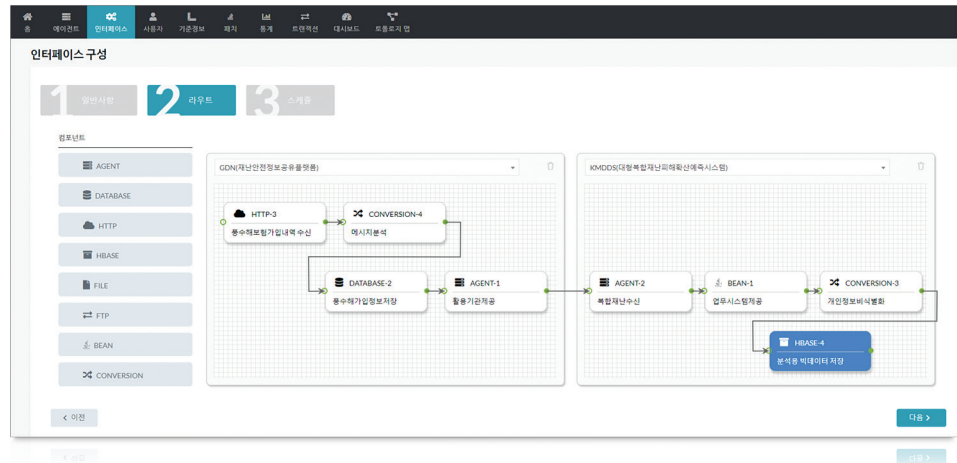 홈 에이전트 인터페이스 사용자 기준정보 패치 통계 트랜잭션 대시보드 토폴로지 맵
인터페이스 구성
1 일반사항 2 라우트 3 스케줄
컴포넌트
AGENT
DATABASE
HTTP
HBASE
FILE
FTP
BEAN
CONVERSION
GDN(재난안전정보공유플랫폼)
HTTP-3
풍수해보험가입내역 수신
CONVERSION-4
메시지분석
DATABASE-2
풍수해가입정보저장
AGENT-1
활용기관제공
KMDDS(대형복합재난피해확산예측시스템)
AGENT-2
복합재난수신
BEAN-1
업무시스템제공
CONVERSION-3
개인정보비식별화
HBASE-4
분석용 빅데이터 저장
이전
다음